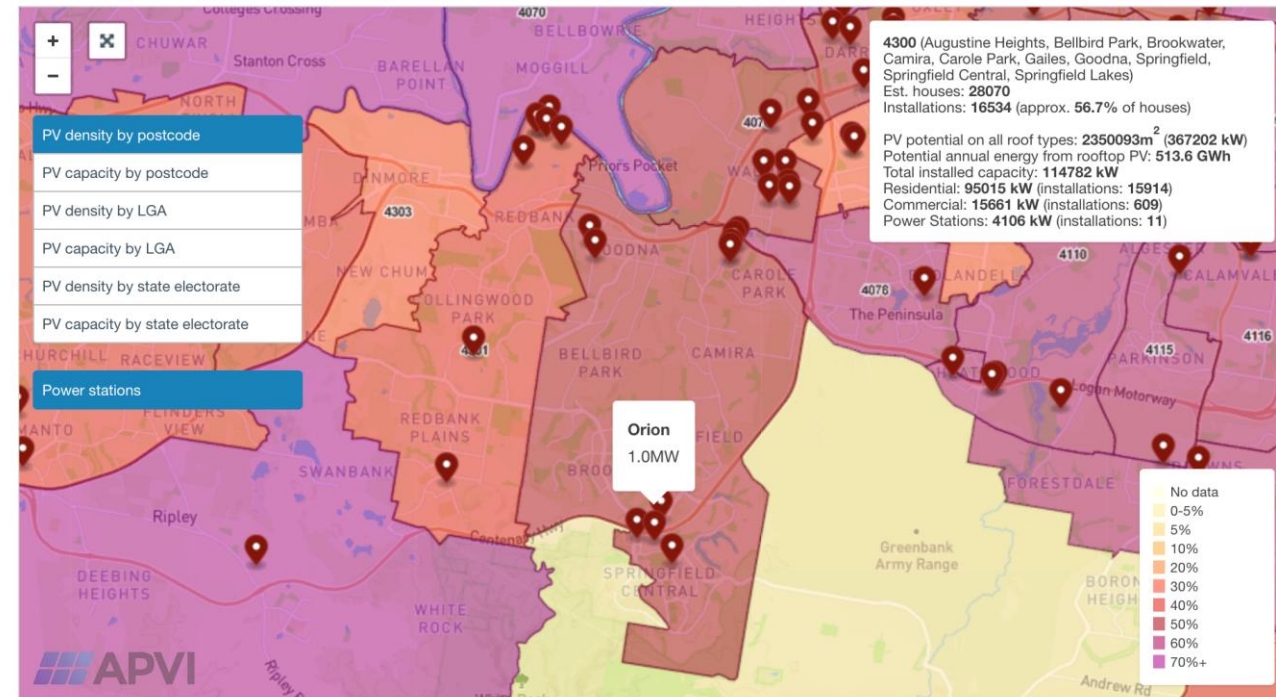 Colleges Crossing
4070
BELLBOWRIE
HEIGHTS
+
−
CHUWAR
Stanton Cross
BARELLAN
POINT
MOGGILL
NORTH
4300 (Augustine Heights, Bellbird Park, Brookwater,
Camira, Carole Park, Gailes, Goodna, Springfield,
Springfield Central, Springfield Lakes)
Est. houses: 28070
Installations: 16534 (approx. 56.7% of houses)
PV potential on all roof types: 2350093m2 (367202 kW)
Potential annual energy from rooftop PV: 513.6 GWh
Total installed capacity: 114782 kW
Residential: 95015 kW (installations: 15914)
Commercial: 15661 kW (installations: 609)
Power Stations: 4106 kW (installations: 11)
PV density by postcode
PV capacity by postcode
PV density by LGA
PV capacity by LGA
PV density by state electorate
PV capacity by state electorate
Power stations
Priors Pocket
DINMORE
4303
REDBANK
NEW CHUM
COLLINGWOOD
PARK
CAROLE
PARK
4110
4076
The Peninsula
CHURCHILL
RACEVIEW
BELLBIRD
PARK
CAMIRA
4115
4116
PARKINSON
Logan Motorway
FLINDERS
VIEW
REDBANK
PLAINS
Orion
1.0MW
SWANBANK
FORESTDALE
Ripley
Centenary Hwy
Greenbank
Army Range
DEEBING
HEIGHTS
SPRINGFIELD
CENTRAL
WHITE
ROCK
No data
0-5%
5%
10%
20%
30%
40%
50%
60%
70%+
APVI
Andrew Rd